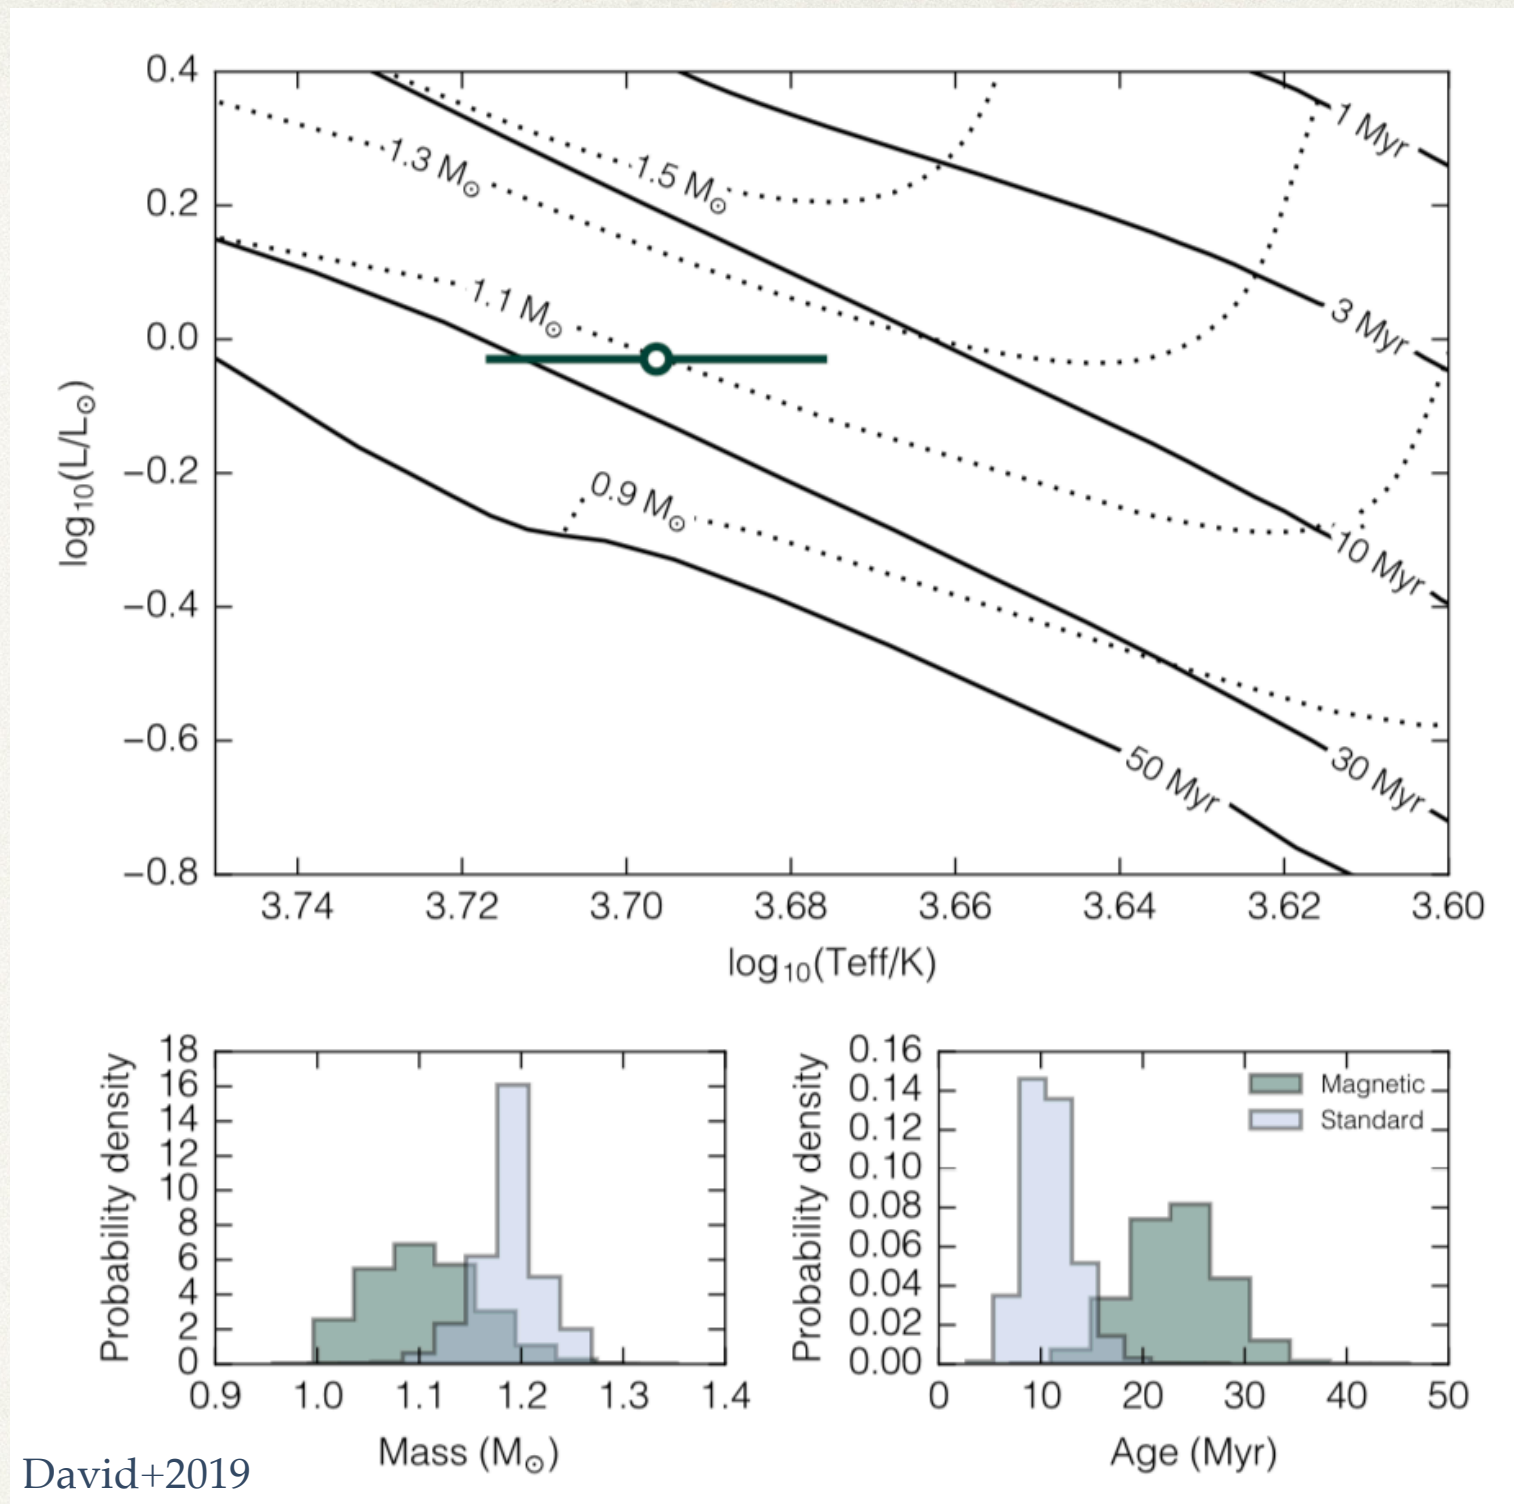 0.4
0.2
0.0
−0.2
−0.4
−0.6
−0.8
log₁₀(L/L⊙)
1 Myr
1.3 M⊙
1.5 M⊙
1.1 M⊙
3 Myr
0.9 M⊙
10 Myr
50 Myr
30 Myr
3.74 3.72 3.70 3.68 3.66 3.64 3.62 3.60
log₁₀(Teff/K)
18
16
14
12
10
8
6
4
2
0
Probability density
0.9 1.0 1.1 1.2 1.3 1.4
Mass (M⊙)
0.16
0.14
0.12
0.10
0.08
0.06
0.04
0.02
0.00
Probability density
Magnetic
Standard
0 10 20 30 40 50
Age (Myr)
David+2019